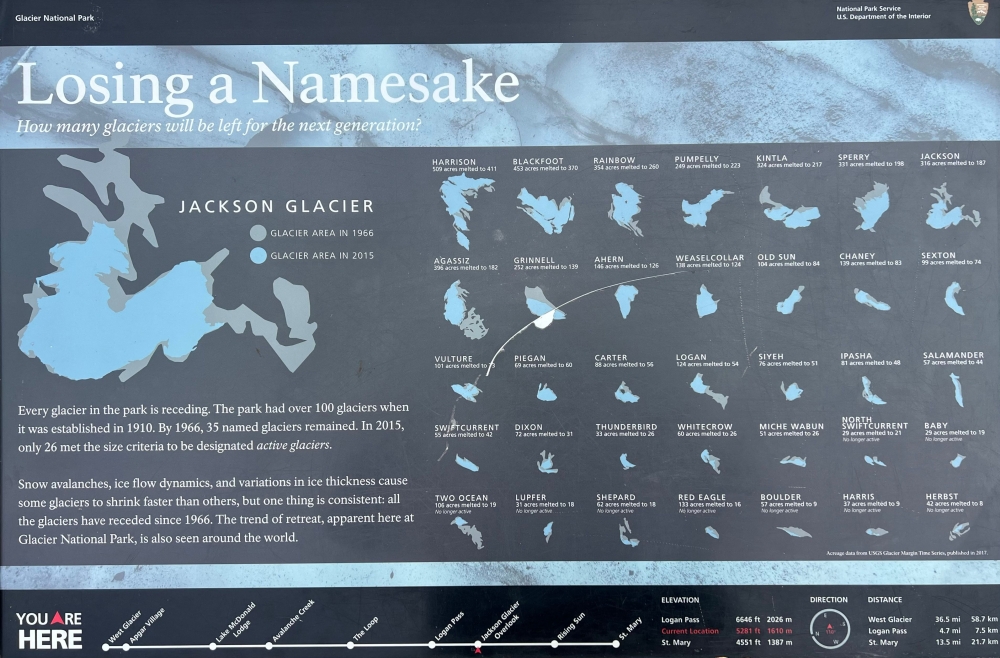 Glacier National Park
National Park Service
U.S. Department of the Interior
Losing a Namesake
How many glaciers will be left for the next generation?
JACKSON GLACIER
GLACIER AREA IN 1966
GLACIER AREA IN 2015
Every glacier in the park is receding. The park had over 100 glaciers when
it was established in 1910. By 1966, 35 named glaciers remained. In 2015,
only 26 met the size criteria to be designated active glaciers.
Snow avalanches, ice flow dynamics, and variations in ice thickness cause
some glaciers to shrink faster than others, but one thing is consistent: all
the glaciers have receded since 1966. The trend of retreat, apparent here at
Glacier National Park, is also seen around the world.
HARRISON
509 acres melted to 411
BLACKFOOT
453 acres melted to 370
RAINBOW
354 acres melted to 260
PUMPELLY
249 acres melted to 223
KINTLA
324 acres melted to 217
SPERRY
331 acres melted to 198
JACKSON
316 acres melted to 187
AGASSIZ
396 acres melted to 182
GRINNELL
252 acres melted to 139
AHERN
146 acres melted to 126
WEASELCOLLAR
138 acres melted to 124
OLD SUN
104 acres melted to 84
CHANEY
139 acres melted to 83
SEXTON
99 acres melted to 74
VULTURE
101 acres melted to
PIEGAN
69 acres melted to 60
CARTER
88 acres melted to 56
LOGAN
124 acres melted to 54
SIYEH
76 acres melted to 51
IPASHA
81 acres melted to 48
SALAMANDER
57 acres melted to 44
SWIFTCURRENT
55 acres melted to 42
DIXON
72 acres melted to 31
THUNDERBIRD
33 acres melted to 26
WHITECROW
60 acres melted to 26
MICHE WABUN
51 acres melted to 26
NORTH
SWIFTCURRENT
29 acres melted to 21
No longer active
BABY
29 acres melted to 19
No longer active
TWO OCEAN
106 acres melted to 19
No longer active
LUPFER
31 acres melted to 18
No longer active
SHEPARD
62 acres melted to 18
No longer active
RED EAGLE
133 acres melted to 16
No longer active
BOULDER
57 acres melted to 9
No longer active
HARRIS
37 acres melted to 9
No longer active
HERBST
42 acres melted to 8
No longer active
Acreage data from USGS Glacier Margin Time Series, published in 2017.
YOU ARE
HERE
West Glacier
Apgar Village
Lake McDonald
Lodge
Avalanche Creek
The Loop
Logan Pass
Jackson Glacier
Overlook
Rising Sun
St. Mary
ELEVATION
Logan Pass 6646 ft 2026 m
Current Location 5281 ft 1610 m
St. Mary 4551 ft 1387 m
DIRECTION
E
N
S
W
DISTANCE
West Glacier 36.5 mi 58.7 km
Logan Pass 4.7 mi 7.5 km
St. Mary 13.5 mi 21.7 km